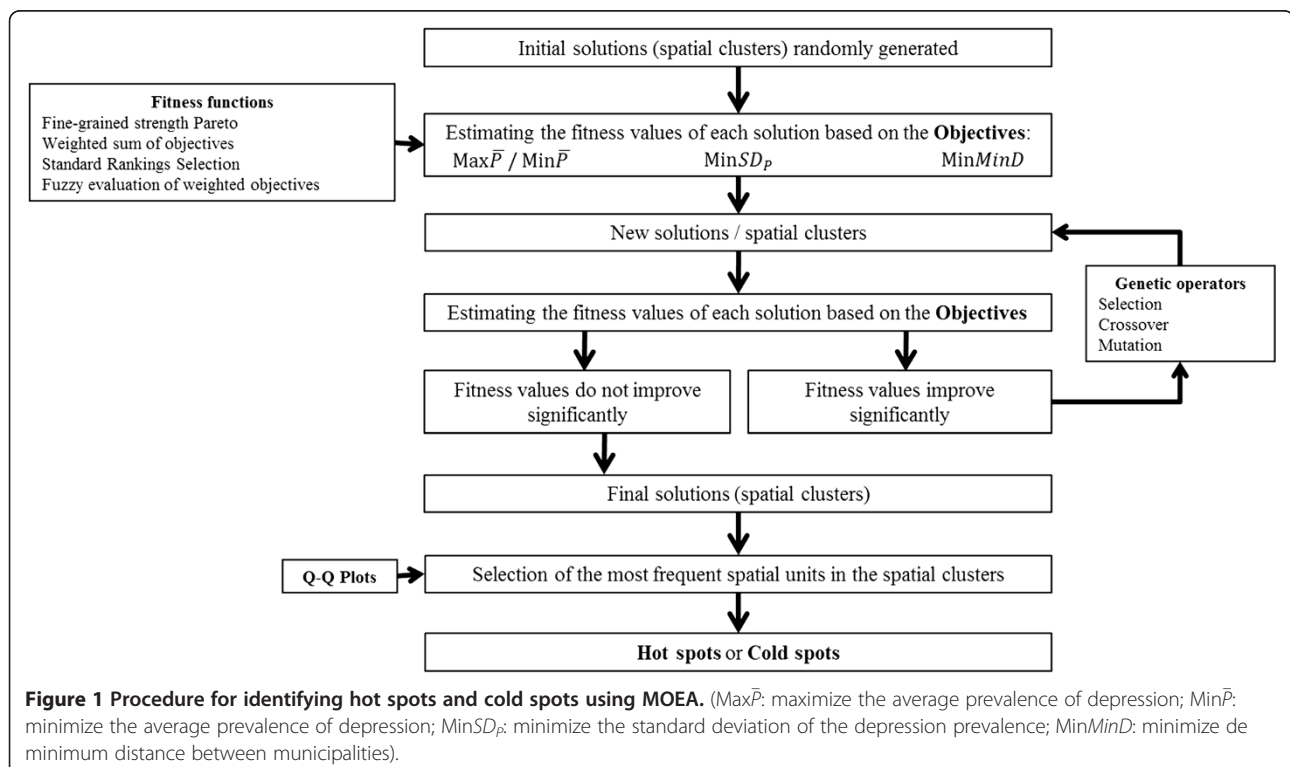 Initial solutions (spatial clusters) randomly generated
Fitness functions
Fine-grained strength Pareto
Weighted sum of objectives
Standard Rankings Selection
Fuzzy evaluation of weighted objectives
Estimating the fitness values of each solution based on the Objectives:
MaxP̅ / MinP̅ MinSD_P MinMinD
New solutions / spatial clusters
Genetic operators
Selection
Crossover
Mutation
Estimating the fitness values of each solution based on the Objectives
Fitness values do not improve
significantly
Fitness values improve
significantly
Final solutions (spatial clusters)
Q-Q Plots
Selection of the most frequent spatial units in the spatial clusters
Hot spots or Cold spots
Figure 1 Procedure for identifying hot spots and cold spots using MOEA. (MaxP̅: maximize the average prevalence of depression; MinP̅:
minimize the average prevalence of depression; MinSD_P: minimize the standard deviation of the depression prevalence; MinMinD: minimize de
minimum distance between municipalities).